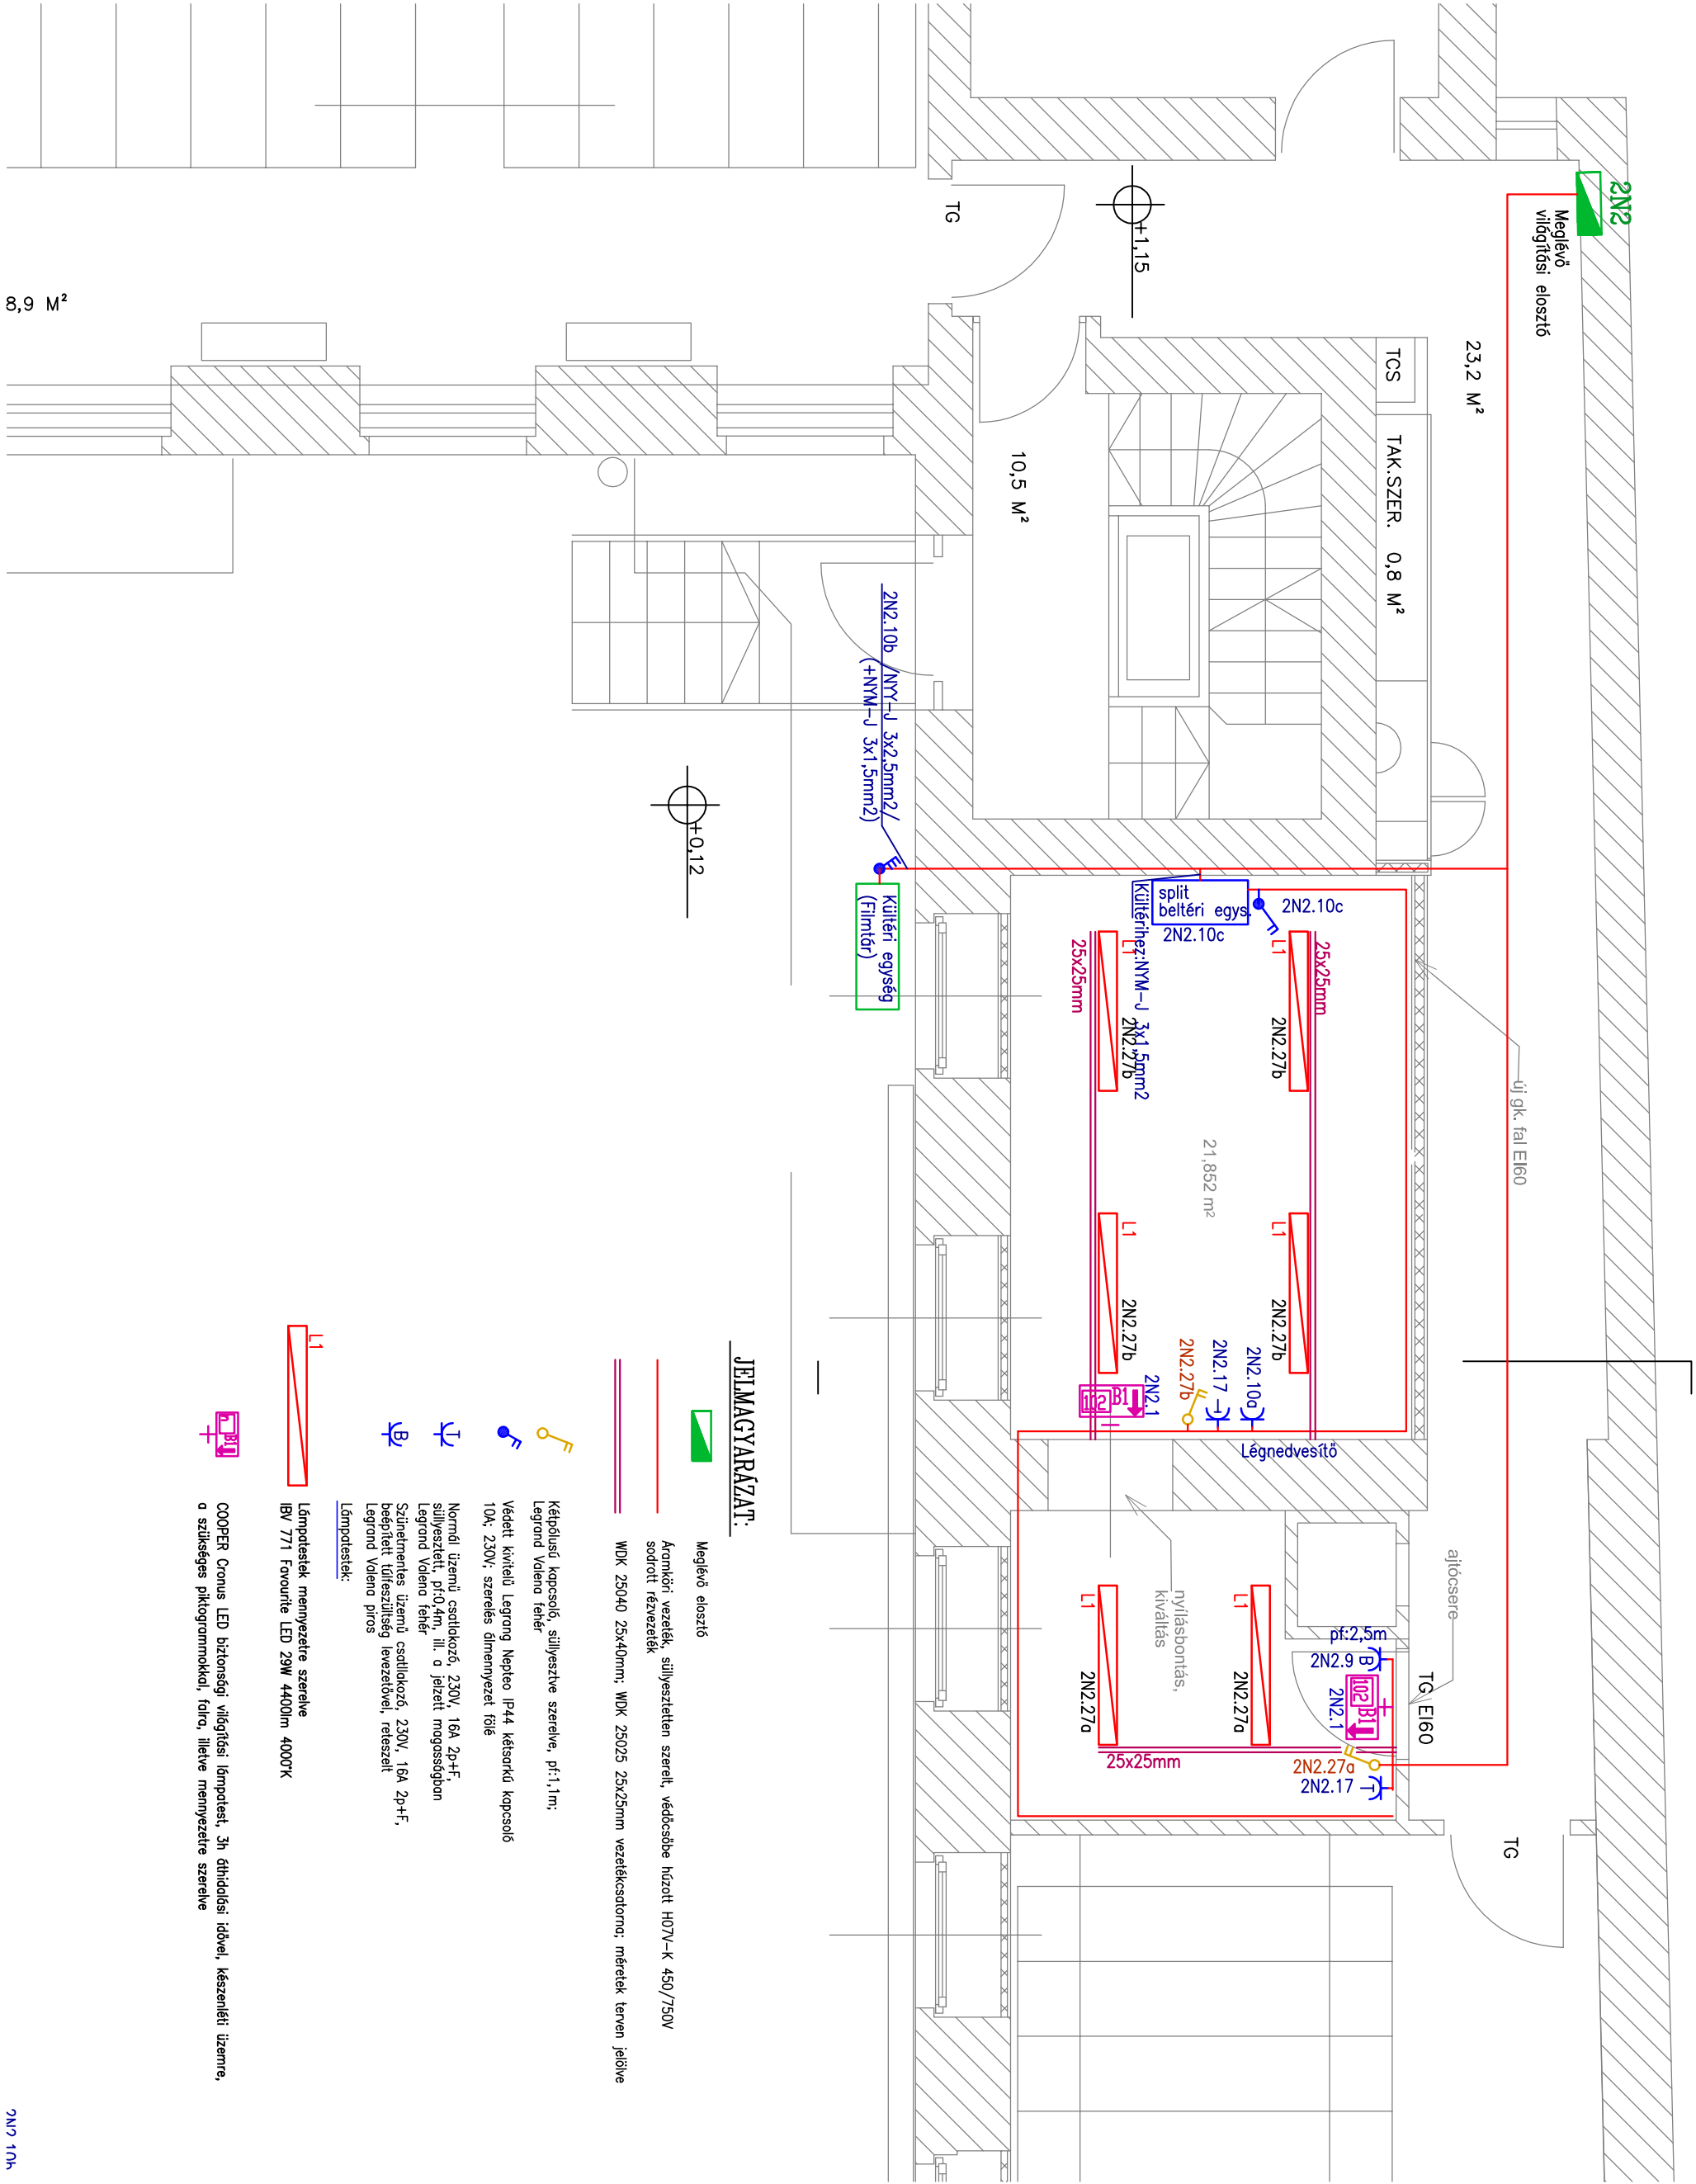 2N2
Meglévő
világítási elosztó
23,2 M²
TCS
TAK.SZER. 0,8 M²
+1,15
TG
10,5 M²
8,9 M²
2N2.10b /NYY-J 3x2,5mm2/
(+NYM-J 3x1,5mm2)
+0,12
Kültéri egység
(Filmtár)
split
beltéri egys.
2N2.10c
2N2.10c
Kültérihez:NYM-J 3x1,5mm2
25x25mm
L1
2N2.27b
25x25mm
L1
2N2.27b
új gk. fal EI60
21,852 m²
L1
2N2.27b
L1
2N2.27b
2N2.10a
2N2.17
2N2.27b
2N2.1
102
B1
Légnedvesítő
nyílásbontás,
kiváltás
ajtócsere
TG EI60
pf:2,5m
2N2.9
B
102
B1
2N2.1
2N2.27a
2N2.17
L1
2N2.27a
L1
2N2.27a
25x25mm
TG
JELMAGYARÁZAT:
Meglévő elosztó
Áramköri vezeték, süllyesztetten szerelt, védőcsőbe húzott H07V-K 450/750V
sodrott rézvezeték
WDK 25040 25x40mm; WDK 25025 25x25mm vezetékcsatorna; méretek terven jelölve
Kétpólusú kapcsoló, süllyesztve szerelve, pf:1,1m;
Legrand Valena fehér
Védett kivitelű Legrang Nepteo IP44 kétsarkú kapcsoló
10A; 230V; szerelés álmennyezet fölé
Normál üzemű csatlakozó, 230V, 16A 2p+F,
süllyesztett, pf:0,4m, ill. a jelzett magasságban
Legrand Valena fehér
B
Szünetmentes üzemű csatllakozó, 230V, 16A 2p+F,
beépített túlfeszültség levezetővel, reteszelt
Legrand Valena piros
Lámpatestek:
L1
Lámpatestek mennyezetre szerelve
IBV 771 Favourite LED 29W 4400lm 4000°K
B1
COOPER Cronus LED biztonsági világítási lámpatest, 3h áthidalási idővel, készenléti üzemre,
a szükséges piktogrammokkal, falra, illetve mennyezetre szerelve
2N2.10b